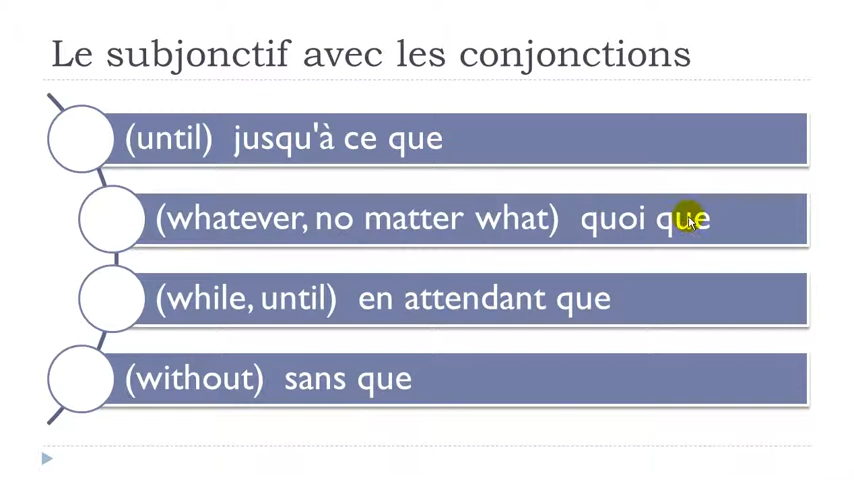 Le subjonctif avec les conjonctions
(until) jusqu'à ce que
(whatever, no matter what) quoi que
(while, until) en attendant que
(without) sans que